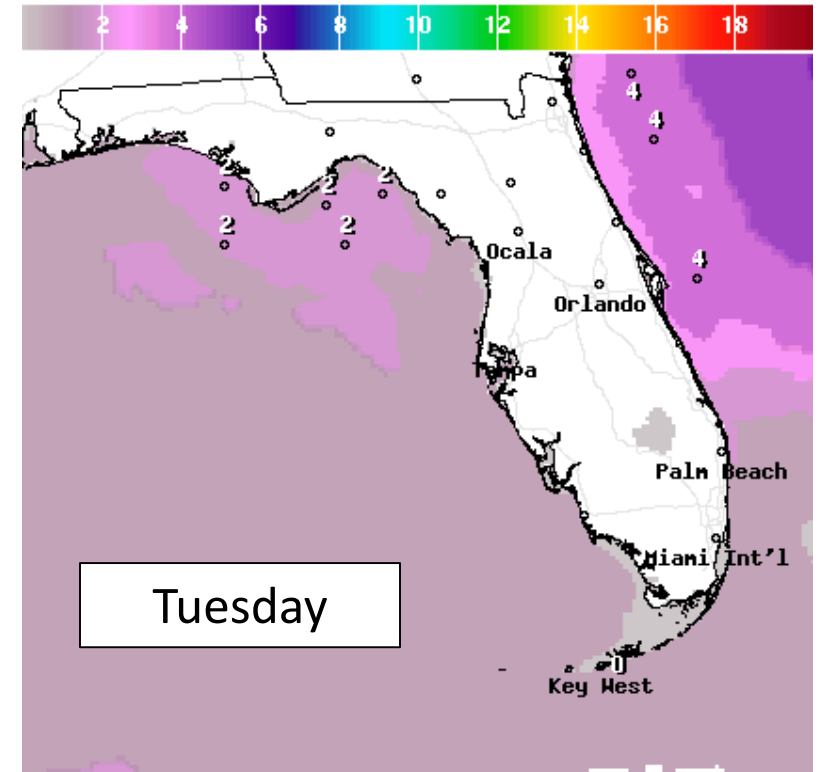 2 4 6 8 10 12 14 16 18
4
4
2
2 2
2 2
Ocala
4
Orlando
Tampa
Palm Beach
Miami Int'l
Tuesday
0
Key West